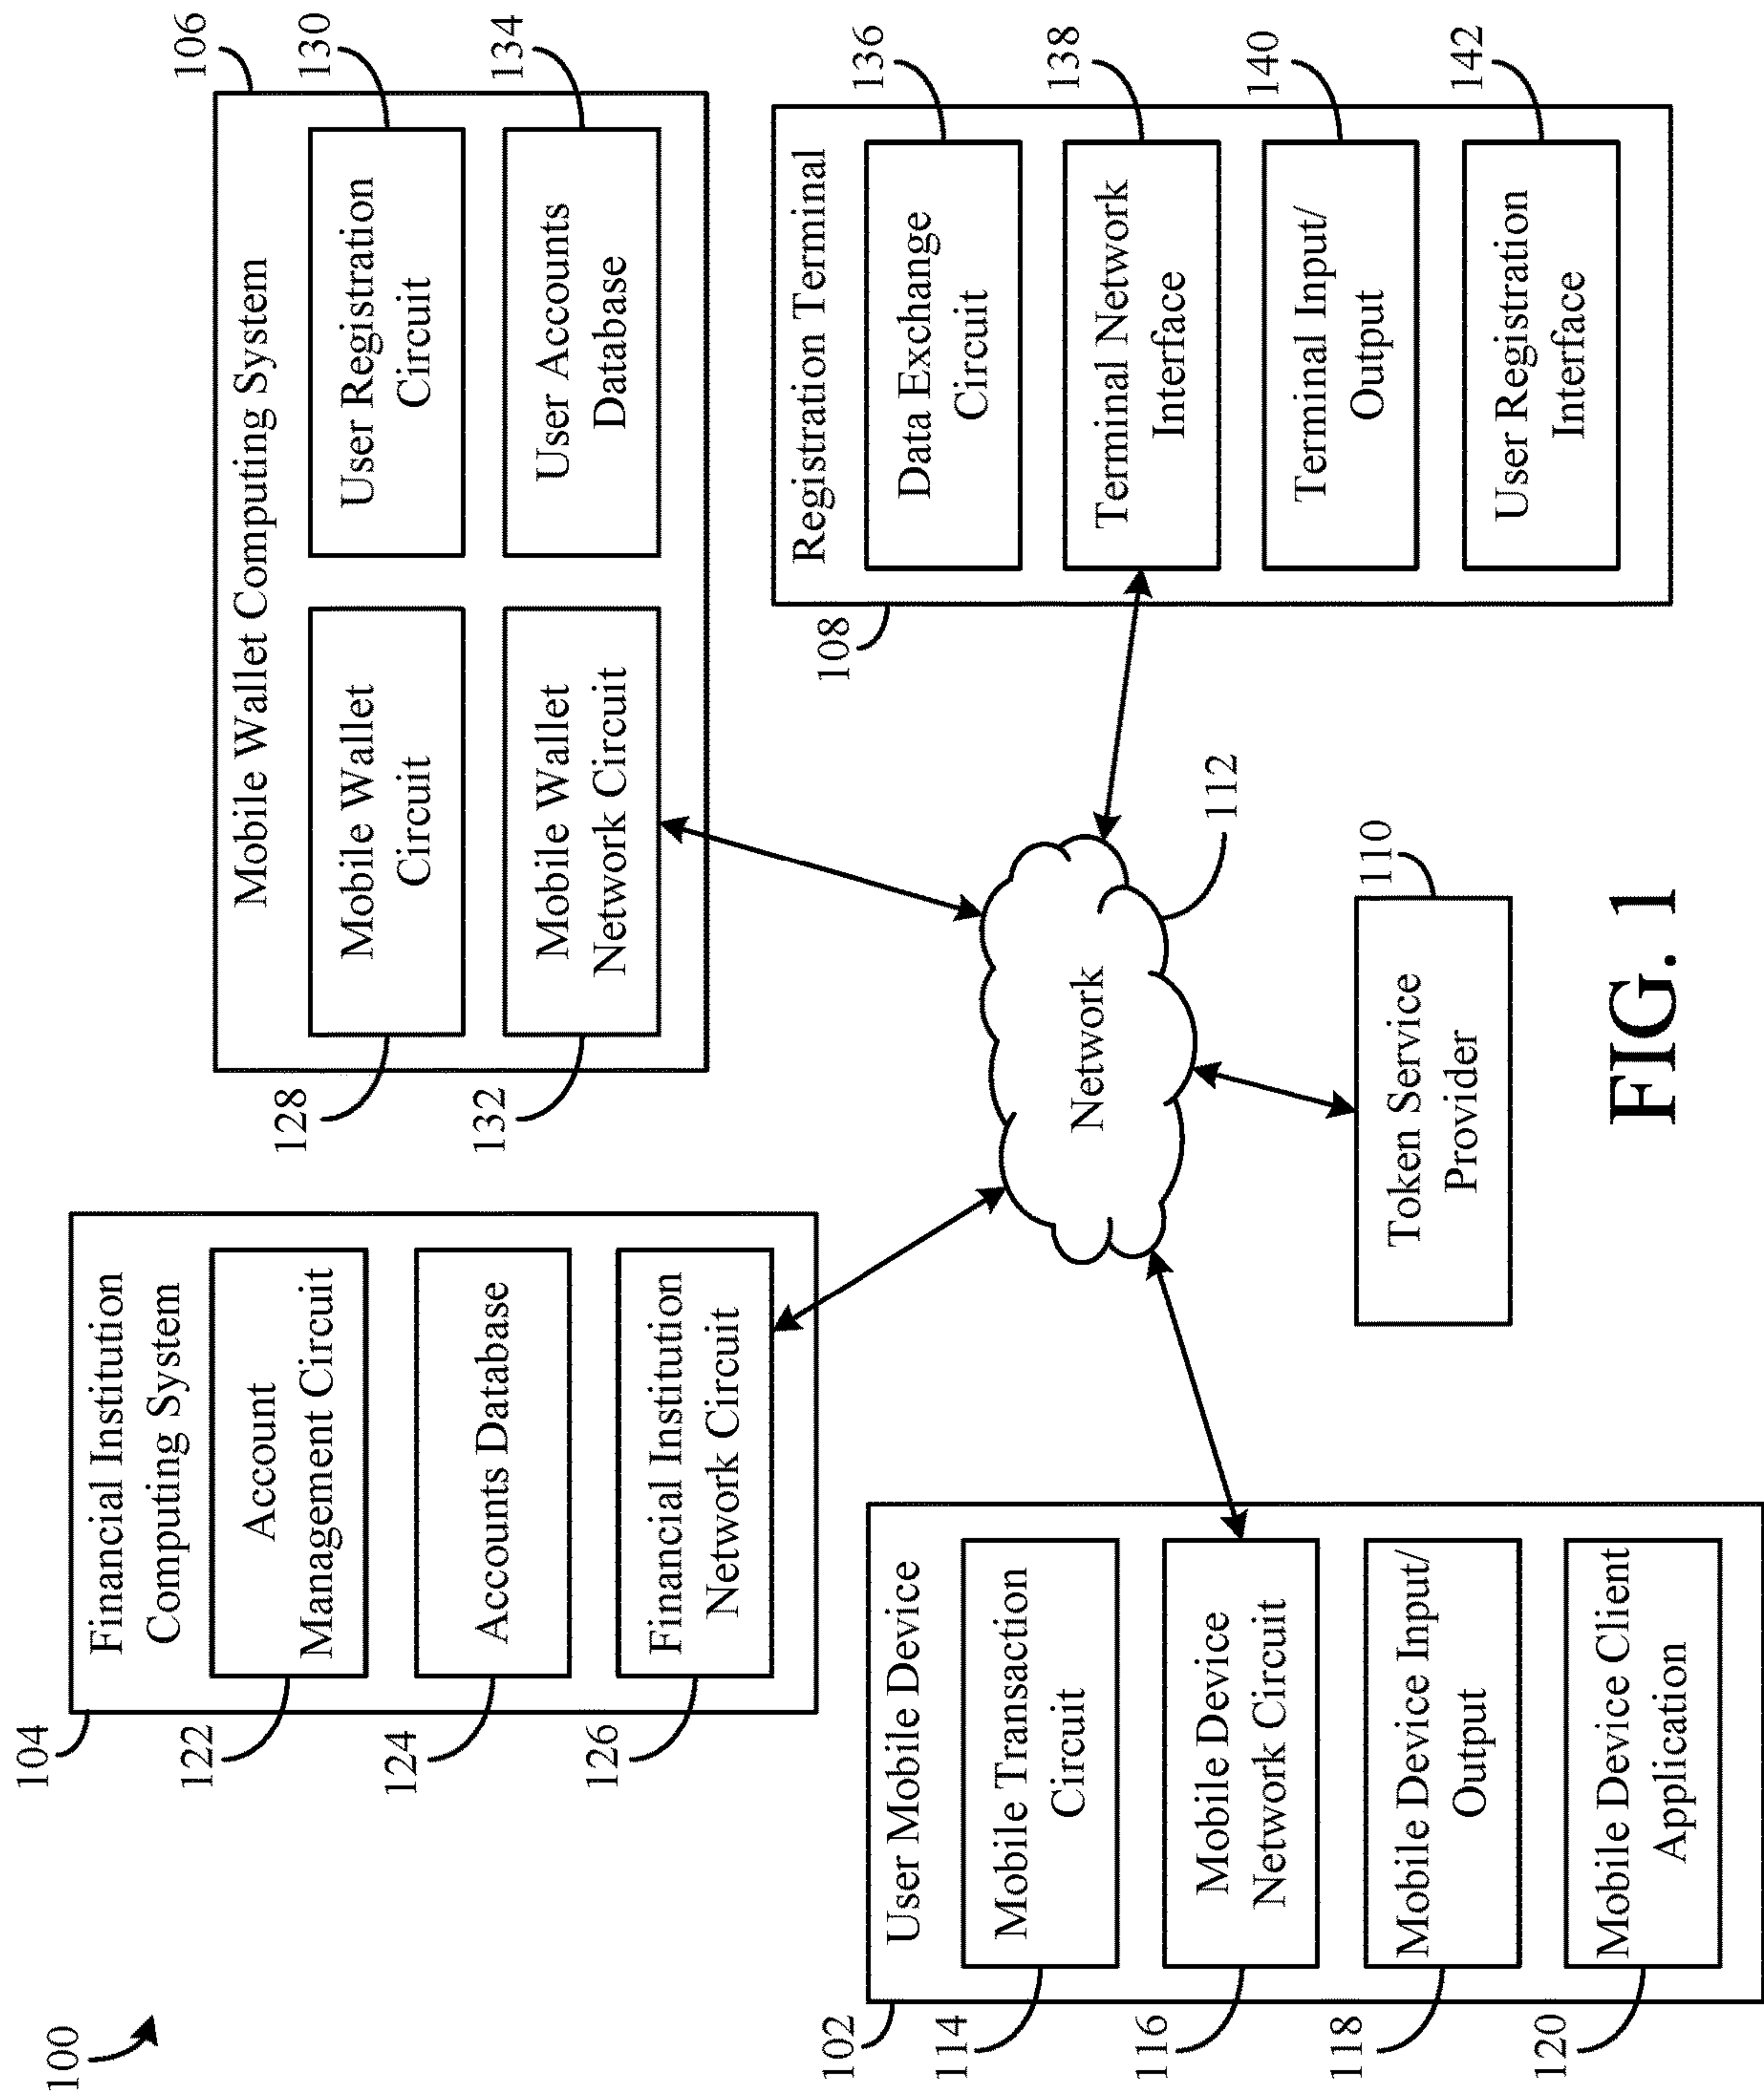 100
104
Financial Institution
Computing System
122
Account
Management Circuit
124
Accounts Database
126
Financial Institution
Network Circuit
106
Mobile Wallet Computing System
128
Mobile Wallet
Circuit
130
User Registration
Circuit
132
Mobile Wallet
Network Circuit
134
User Accounts
Database
102
User Mobile Device
114
Mobile Transaction
Circuit
116
Mobile Device
Network Circuit
118
Mobile Device Input/
Output
120
Mobile Device Client
Application
Network
112
Token Service
Provider
110
108
Registration Terminal
136
Data Exchange
Circuit
138
Terminal Network
Interface
140
Terminal Input/
Output
142
User Registration
Interface
FIG. 1